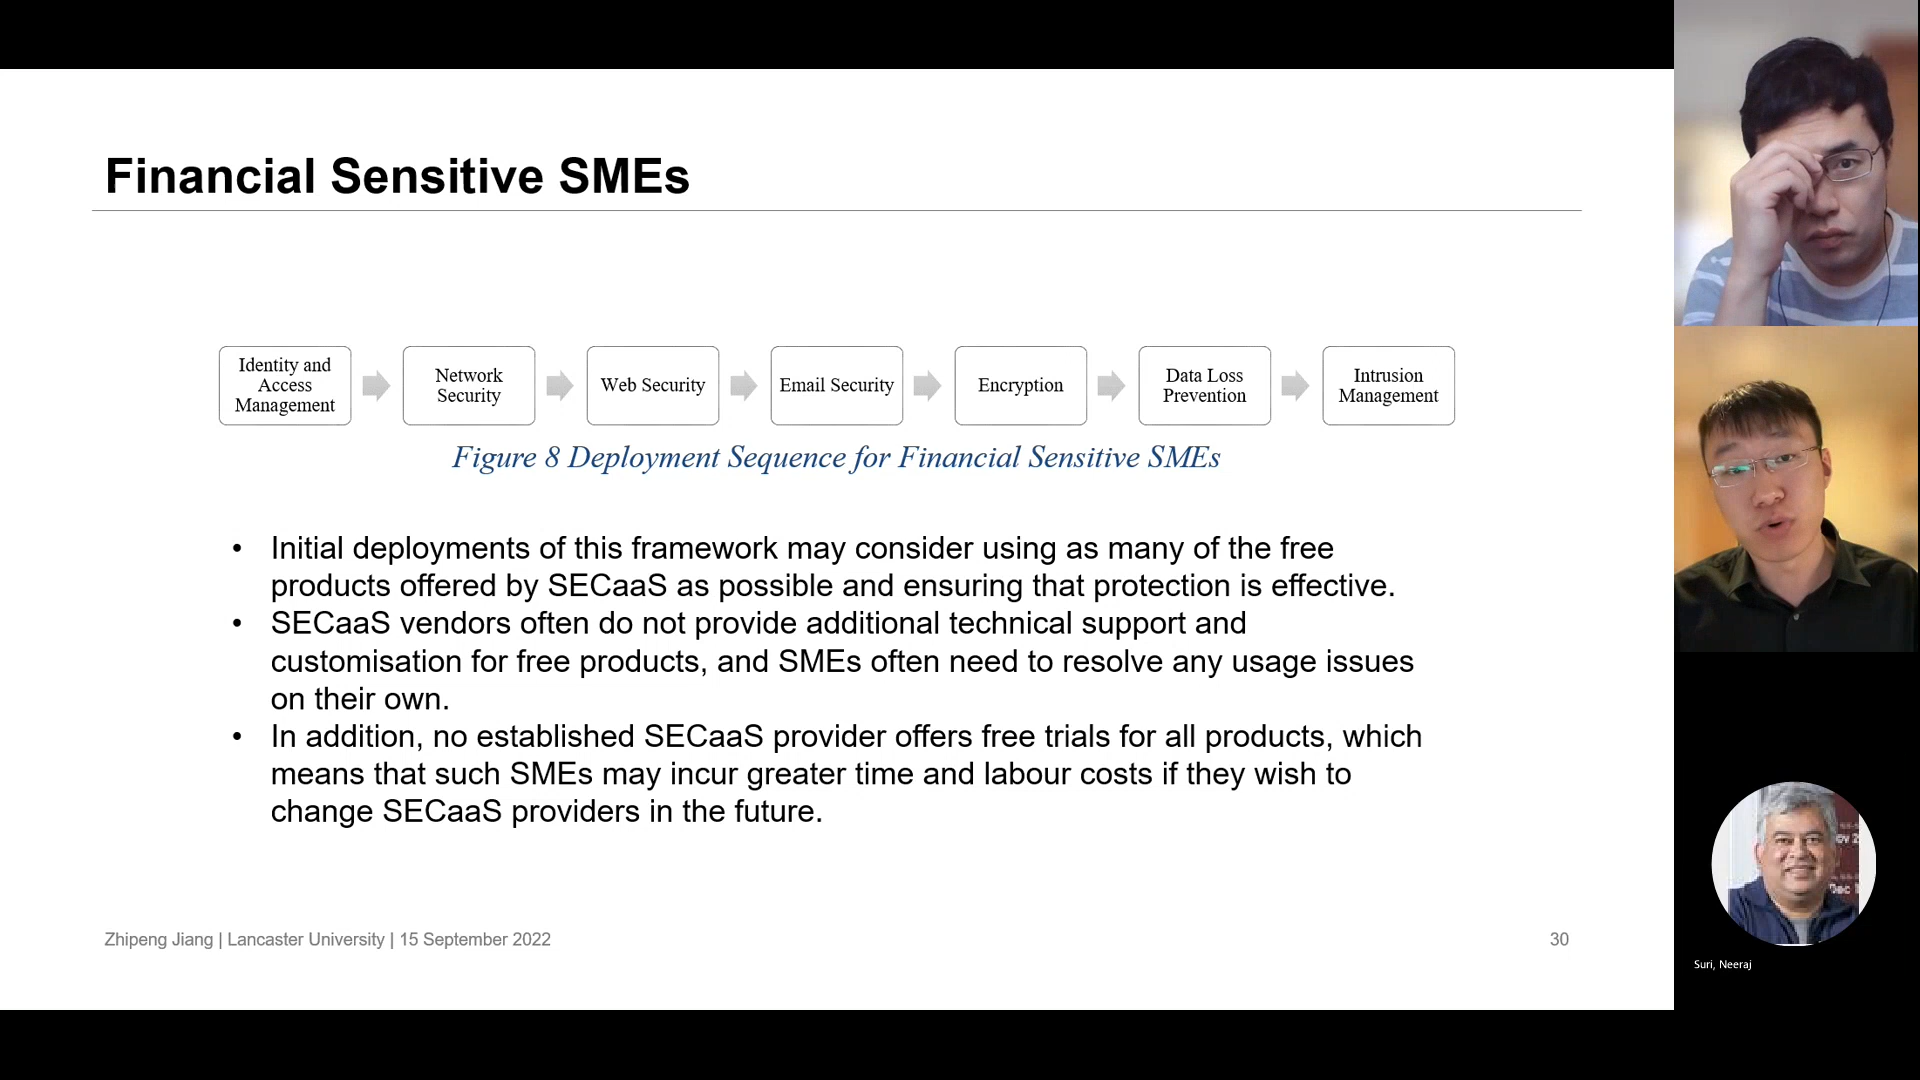 Financial Sensitive SMEs
Identity and
Access
Management
Network
Security
Web Security
Email Security
Encryption
Data Loss
Prevention
Intrusion
Management
Figure 8 Deployment Sequence for Financial Sensitive SMEs
• Initial deployments of this framework may consider using as many of the free
products offered by SECaaS as possible and ensuring that protection is effective.
• SECaaS vendors often do not provide additional technical support and
customisation for free products, and SMEs often need to resolve any usage issues
on their own.
• In addition, no established SECaaS provider offers free trials for all products, which
means that such SMEs may incur greater time and labour costs if they wish to
change SECaaS providers in the future.
Zhipeng Jiang | Lancaster University | 15 September 2022
30
Suri, Neeraj